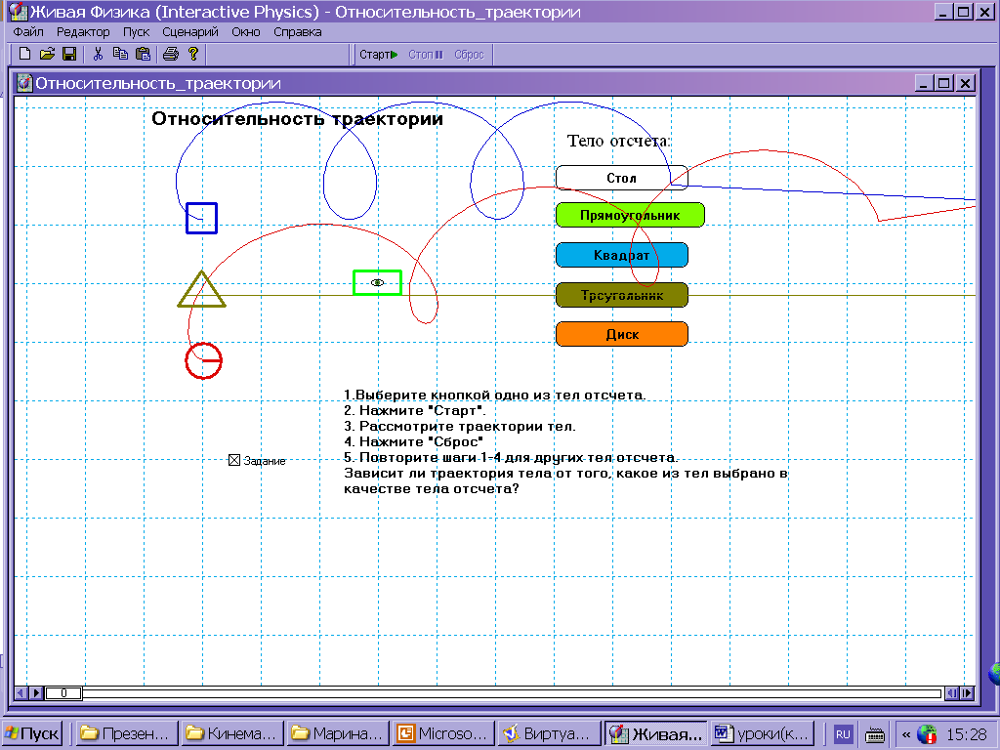 Живая Физика (Interactive Physics) - Относительность_траектории
Файл Редактор Пуск Сценарий Окно Справка
Старт Стоп Сброс
Относительность_траектории
Относительность траектории
Тело отсчета:
Стол
Прямоугольник
Квадрат
Треугольник
Диск
1.Выберите кнопкой одно из тел отсчета.
2. Нажмите "Старт".
3. Рассмотрите траектории тел.
4. Нажмите "Сброс"
5. Повторите шаги 1-4 для других тел отсчета.
Зависит ли траектория тела от того, какое из тел выбрано в
качестве тела отсчета?
Задание
0
Пуск Презен... Кинема... Марина... Microso... Виртуа... Живая... уроки(к... RU « 15:28